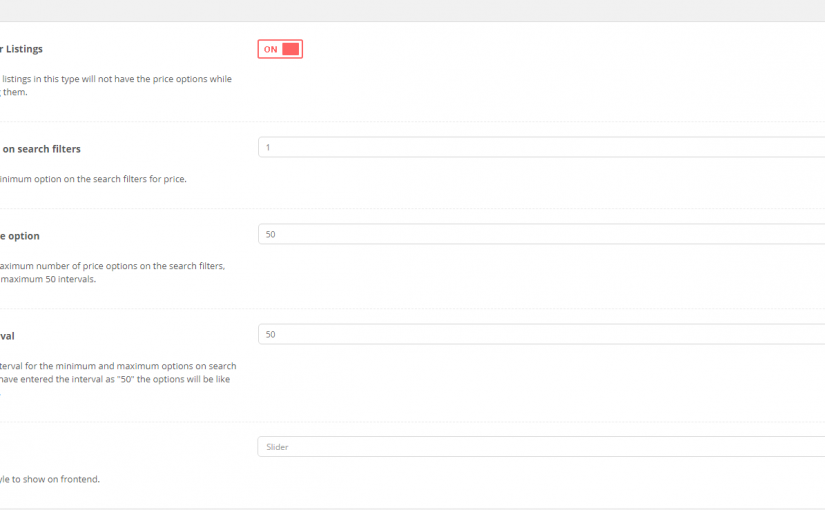 r Listings
ON
listings in this type will not have the price options while
them.
on search filters
1
nimum option on the search filters for price.
e option
50
aximum number of price options on the search filters,
maximum 50 intervals.
val
50
terval for the minimum and maximum options on search
have entered the interval as "50" the options will be like
Slider
yle to show on frontend.